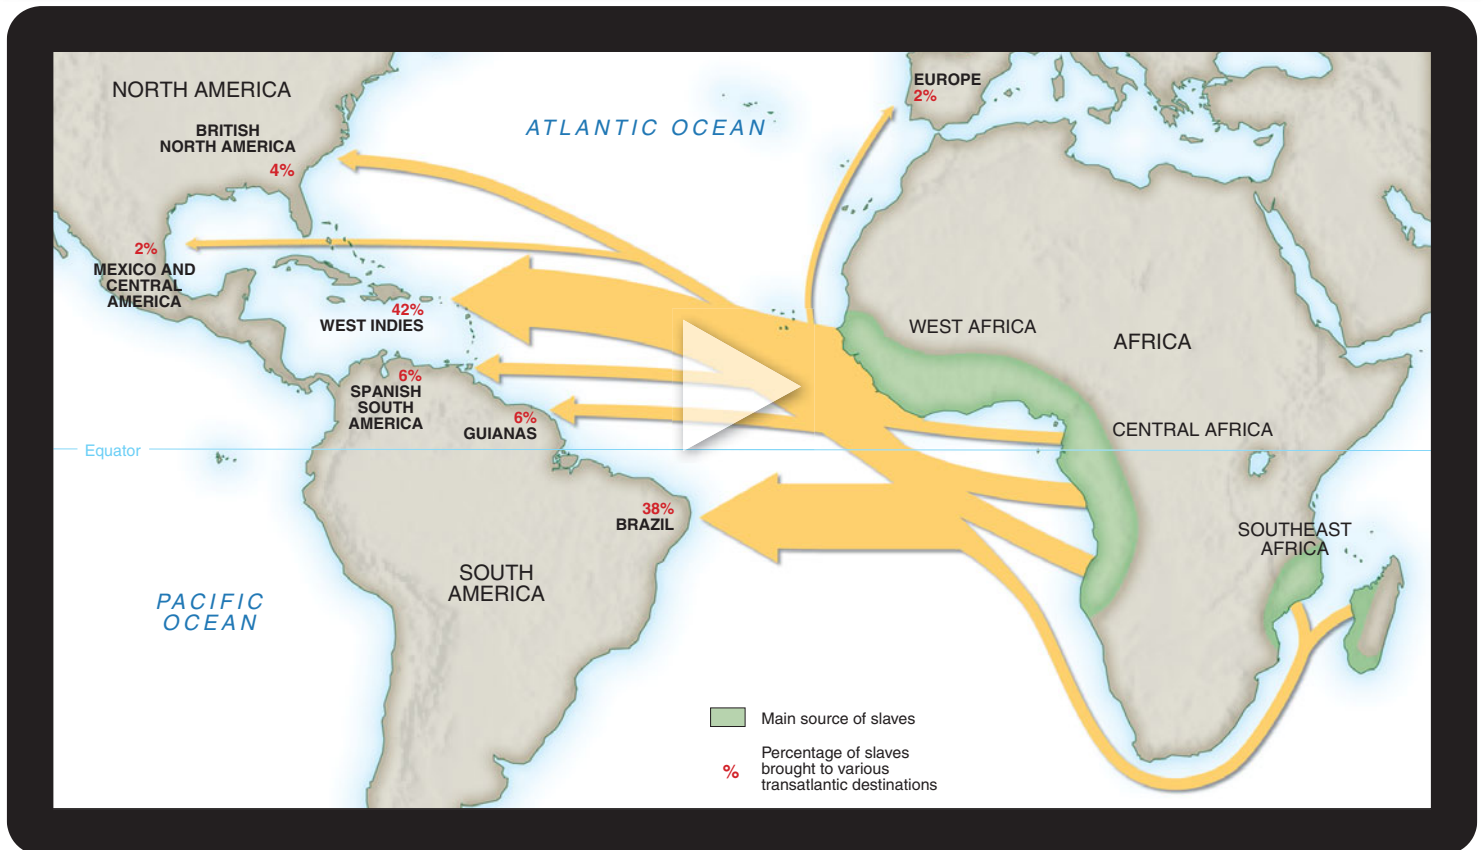 NORTH AMERICA
BRITISH
NORTH AMERICA
4%
ATLANTIC OCEAN
EUROPE
2%
2%
MEXICO AND
CENTRAL
AMERICA
42%
WEST INDIES
6%
SPANISH
SOUTH
AMERICA
6%
GUIANAS
WEST AFRICA
AFRICA
CENTRAL AFRICA
Equator
38%
BRAZIL
SOUTHEAST
AFRICA
SOUTH
AMERICA
PACIFIC
OCEAN
Main source of slaves
%
Percentage of slaves
brought to various
transatlantic destinations